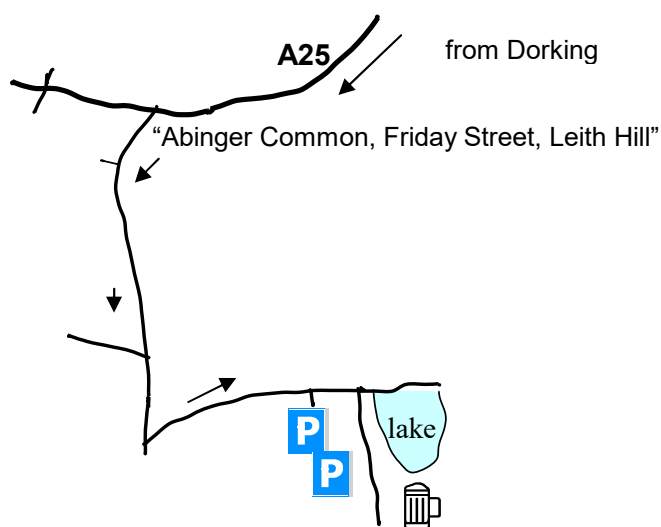 A25
from Dorking
“Abinger Common, Friday Street, Leith Hill”
P
lake
P